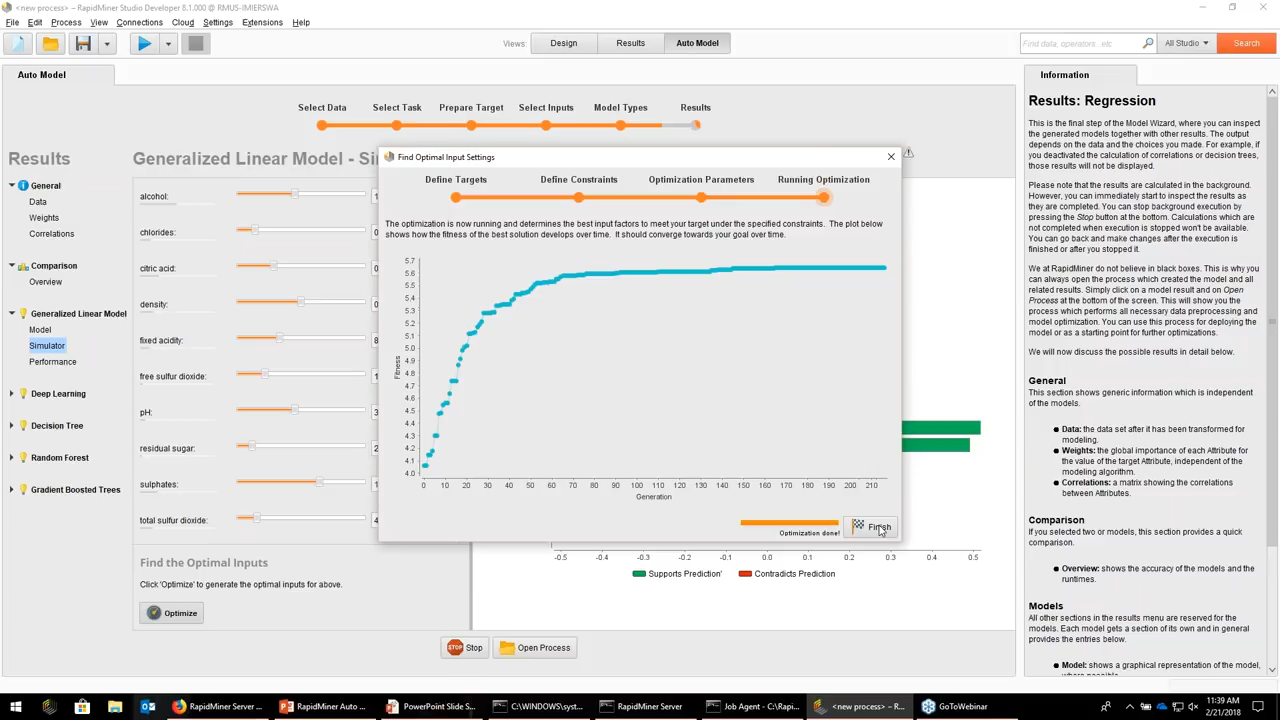 <new process> – RapidMiner Studio Developer 8.1.000 @ RMUS-IMIERSWA
File Edit Process View Connections Cloud Settings Extensions Help
Views: Design Results Auto Model
Find data, operators...etc All Studio ▼ Search
Auto Model
Select Data Select Task Prepare Target Select Inputs Model Types Results
Results
General
Data
Weights
Correlations
Comparison
Overview
Generalized Linear Model
Model
Simulator
Performance
Deep Learning
Decision Tree
Random Forest
Gradient Boosted Trees
Generalized Linear Model - Si
alcohol:
chlorides:
citric acid:
density:
fixed acidity:
free sulfur dioxide:
pH:
residual sugar:
sulphates:
total sulfur dioxide:
Find the Optimal Inputs
Click 'Optimize' to generate the optimal inputs for above.
Optimize
Find Optimal Input Settings
Define Targets Define Constraints Optimization Parameters Running Optimization
The optimization is now running and determines the best input factors to meet your target under the specified constraints. The plot below
shows how the fitness of the best solution develops over time. It should converge towards your goal over time.
5.7
5.6
5.5
5.4
5.3
5.2
5.1
5.0
4.9
4.8
4.7
4.6
4.5
4.4
4.3
4.2
4.1
4.0
Fitness
0 10 20 30 40 50 60 70 80 90 100 110 120 130 140 150 160 170 180 190 200 210
Generation
Optimization done!
Finish
-0.5 -0.4 -0.3 -0.2 -0.1 0.0 0.1 0.2 0.3 0.4 0.5
Supports Prediction' Contradicts Prediction
STOP Stop Open Process
Information
Results: Regression
This is the final step of the Model Wizard, where you can inspect
the generated models together with other results. The output
depends on the data and the choices you made. For example, if
you deactivated the calculation of correlations or decision trees,
those results will not be displayed.
Please note that the results are calculated in the background.
However, you can immediately start to inspect the results as
they are completed. You can stop background execution by
pressing the Stop button at the bottom. Calculations which are
not completed when execution is stopped won't be available.
You can go back and make changes after the execution is
finished or after you stopped it.
We at RapidMiner do not believe in black boxes. This is why you
can always open the process which created the model and all
related results. Simply click on a model result and on Open
Process at the bottom of the screen. This will show you the
process which performs all necessary data preprocessing and
model optimization. You can use this process for deploying the
model or as a starting point for further optimizations.
We will now discuss the possible results in detail below.
General
This section shows generic information which is independent
of the models.
● Data: the data set after it has been transformed for
modeling.
● Weights: the global importance of each Attribute for
the value of the target Attribute, independent of the
modeling algorithm.
● Correlations: a matrix showing the correlations
between Attributes.
Comparison
If you selected two or models, this section provides a quick
comparison.
● Overview: shows the accuracy of the models and the
runtimes.
Models
All other sections in the results menu are reserved for the
models. Each model gets a section of its own and in general
provides the entries below.
● Model: shows a graphical representation of the model,
where possible
RapidMiner Server ... RapidMiner Auto ... PowerPoint Slide S... C:\WINDOWS\syst... RapidMiner Server Job Agent - C:\Rapi... <new process> – R... GoToWebinar
11:39 AM
2/21/2018